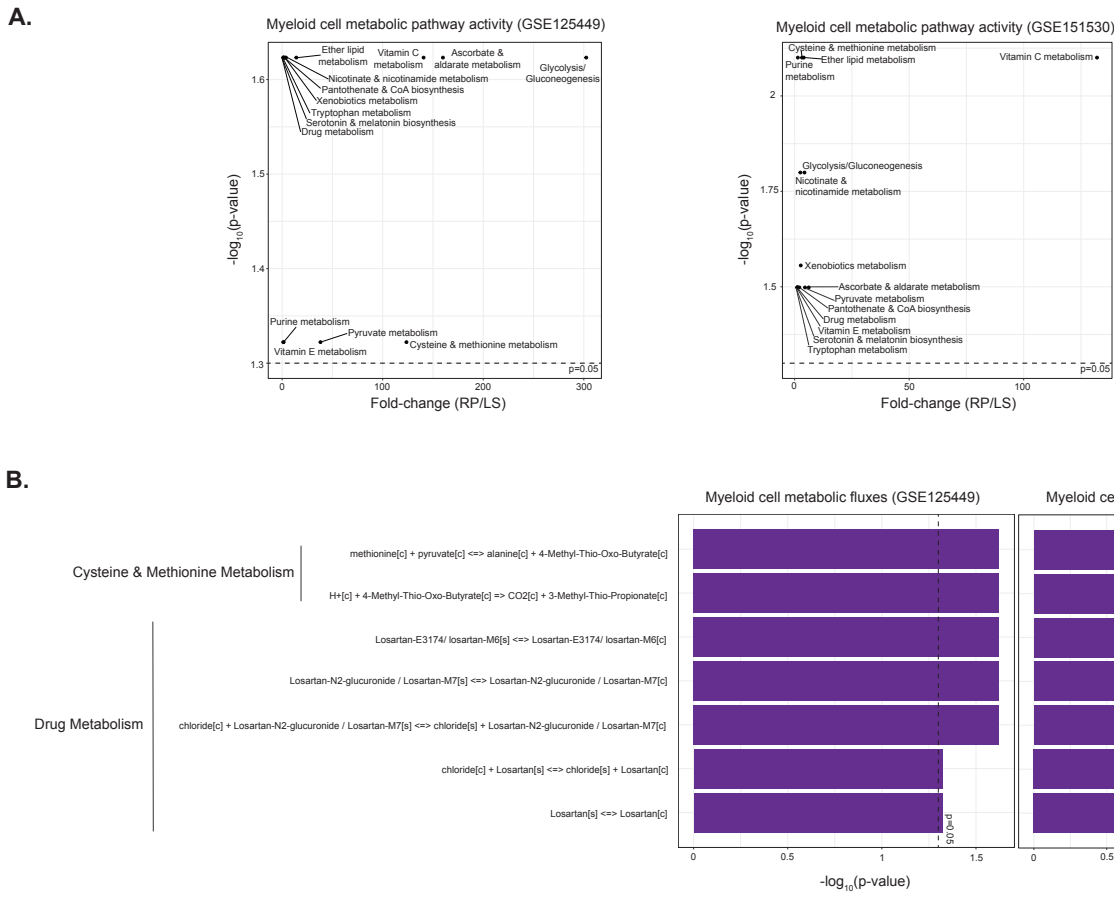 A.
Myeloid cell metabolic pathway activity (GSE125449)
Ether lipid
metabolism
Vitamin C
metabolism
Ascorbate &
aldarate metabolism
Glycolysis/
Gluconeogenesis
Nicotinate & nicotinamide metabolism
Pantothenate & CoA biosynthesis
Xenobiotics metabolism
Tryptophan metabolism
Serotonin & melatonin biosynthesis
Drug metabolism
1.6
1.5
1.4
1.3
-log10(p-value)
Purine metabolism
Pyruvate metabolism
Vitamin E metabolism
Cysteine & methionine metabolism
p=0.05
0
100
200
300
Fold-change (RP/LS)
Myeloid cell metabolic pathway activity (GSE151530)
Cysteine & methionine metabolism
Ether lipid metabolism
Purine
metabolism
Vitamin C metabolism
2
1.75
1.5
-log10(p-value)
Glycolysis/Gluconeogenesis
Nicotinate &
nicotinamide metabolism
Xenobiotics metabolism
Ascorbate & aldarate metabolism
Pyruvate metabolism
Pantothenate & CoA biosynthesis
Drug metabolism
Vitamin E metabolism
Serotonin & melatonin biosynthesis
Tryptophan metabolism
p=0.05
0
50
100
Fold-change (RP/LS)
B.
Myeloid cell metabolic fluxes (GSE125449)
Myeloid ce
Cysteine & Methionine Metabolism
methionine[c] + pyruvate[c] <=> alanine[c] + 4-Methyl-Thio-Oxo-Butyrate[c]
H+[c] + 4-Methyl-Thio-Oxo-Butyrate[c] => CO2[c] + 3-Methyl-Thio-Propionate[c]
Drug Metabolism
Losartan-E3174/ losartan-M6[s] <=> Losartan-E3174/ losartan-M6[c]
Losartan-N2-glucuronide / Losartan-M7[s] <=> Losartan-N2-glucuronide / Losartan-M7[c]
chloride[c] + Losartan-N2-glucuronide / Losartan-M7[s] <=> chloride[s] + Losartan-N2-glucuronide / Losartan-M7[c]
chloride[c] + Losartan[s] <=> chloride[s] + Losartan[c]
Losartan[s] <=> Losartan[c]
p=0.05
0
0.5
1
1.5
-log10(p-value)
0
0.5